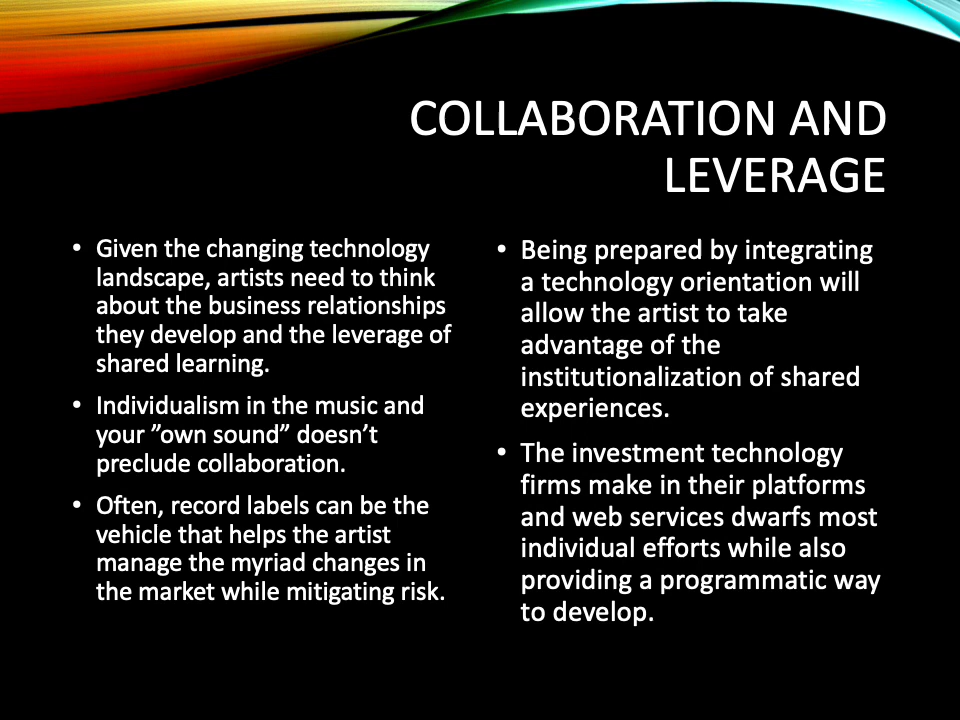 COLLABORATION AND
LEVERAGE
• Given the changing technology
landscape, artists need to think
about the business relationships
they develop and the leverage of
shared learning.
• Individualism in the music and
your ”own sound” doesn’t
preclude collaboration.
• Often, record labels can be the
vehicle that helps the artist
manage the myriad changes in
the market while mitigating risk.
• Being prepared by integrating
a technology orientation will
allow the artist to take
advantage of the
institutionalization of shared
experiences.
• The investment technology
firms make in their platforms
and web services dwarfs most
individual efforts while also
providing a programmatic way
to develop.